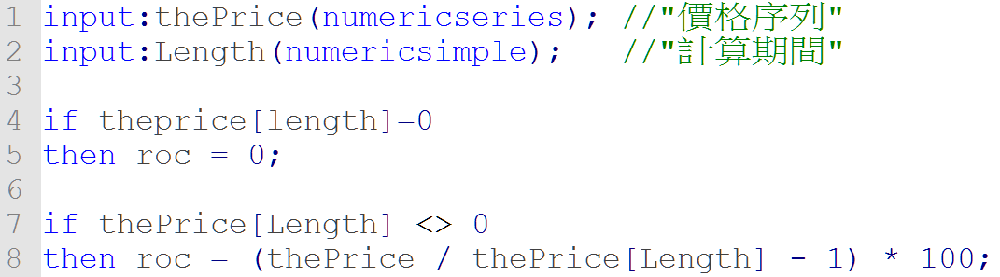 1 input:thePrice(numericseries); //"價格序列"
2 input:Length(numericsimple);   //"計算期間"
3
4 if theprice[length]=0
5 then roc = 0;
6
7 if thePrice[Length] <> 0
8 then roc = (thePrice / thePrice[Length] - 1) * 100;